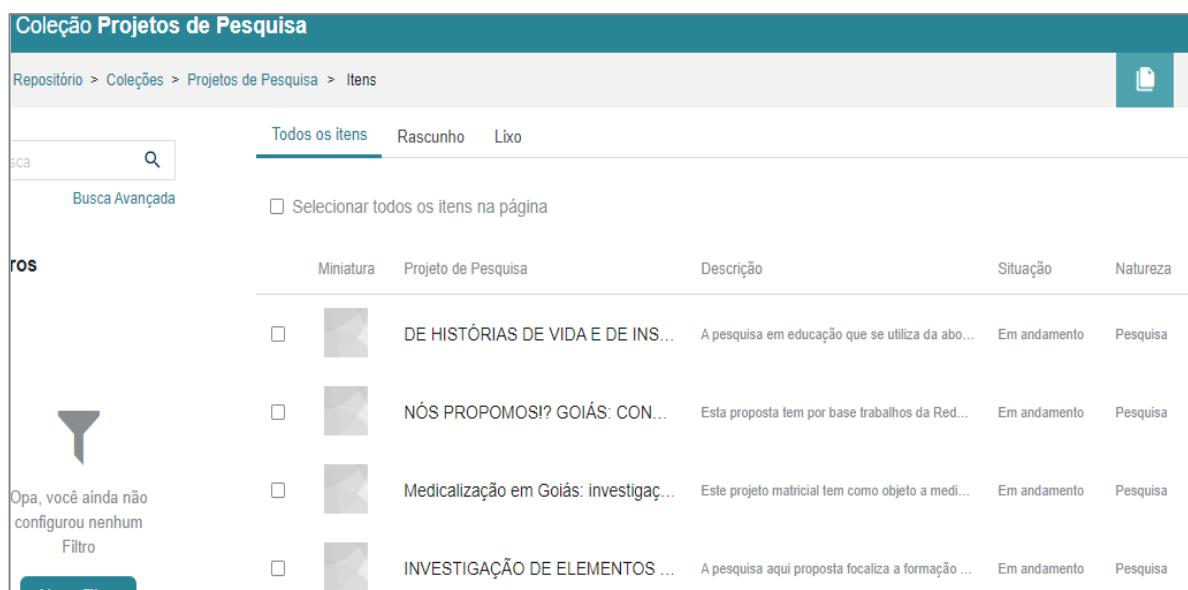 Coleção Projetos de Pesquisa
Repositório > Coleções > Projetos de Pesquisa > Itens
Todos os itens Rascunho Lixo
Busca Avançada
Selecionar todos os itens na página
Miniatura Projeto de Pesquisa Descrição Situação Natureza
DE HISTÓRIAS DE VIDA E DE INS... A pesquisa em educação que se utiliza da abo... Em andamento Pesquisa
NÓS PROPOMOS!? GOIÁS: CON... Esta proposta tem por base trabalhos da Red... Em andamento Pesquisa
Medicalização em Goiás: investigaç... Este projeto matricial tem como objeto a medi... Em andamento Pesquisa
INVESTIGAÇÃO DE ELEMENTOS ... A pesquisa aqui proposta focaliza a formação ... Em andamento Pesquisa
Opa, você ainda não
configurou nenhum
Filtro